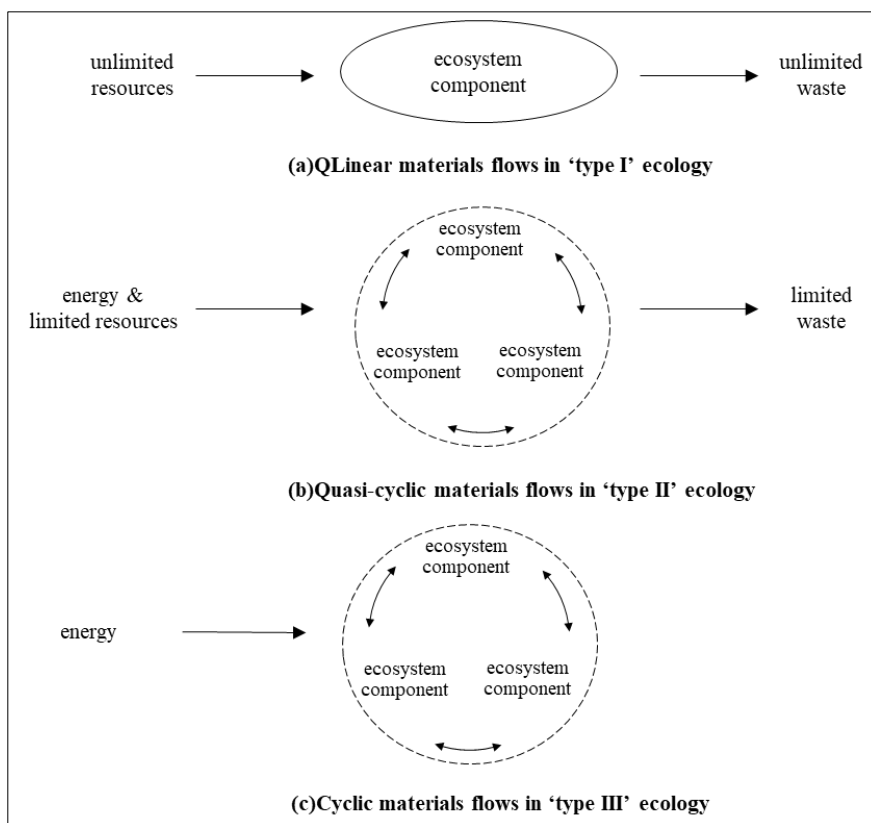 unlimited
resources
ecosystem
component
unlimited
waste
(a)QLinear materials flows in ‘type I’ ecology
ecosystem
component
energy &
limited resources
limited
waste
ecosystem
component
ecosystem
component
(b)Quasi-cyclic materials flows in ‘type II’ ecology
ecosystem
component
energy
ecosystem
component
ecosystem
component
(c)Cyclic materials flows in ‘type III’ ecology